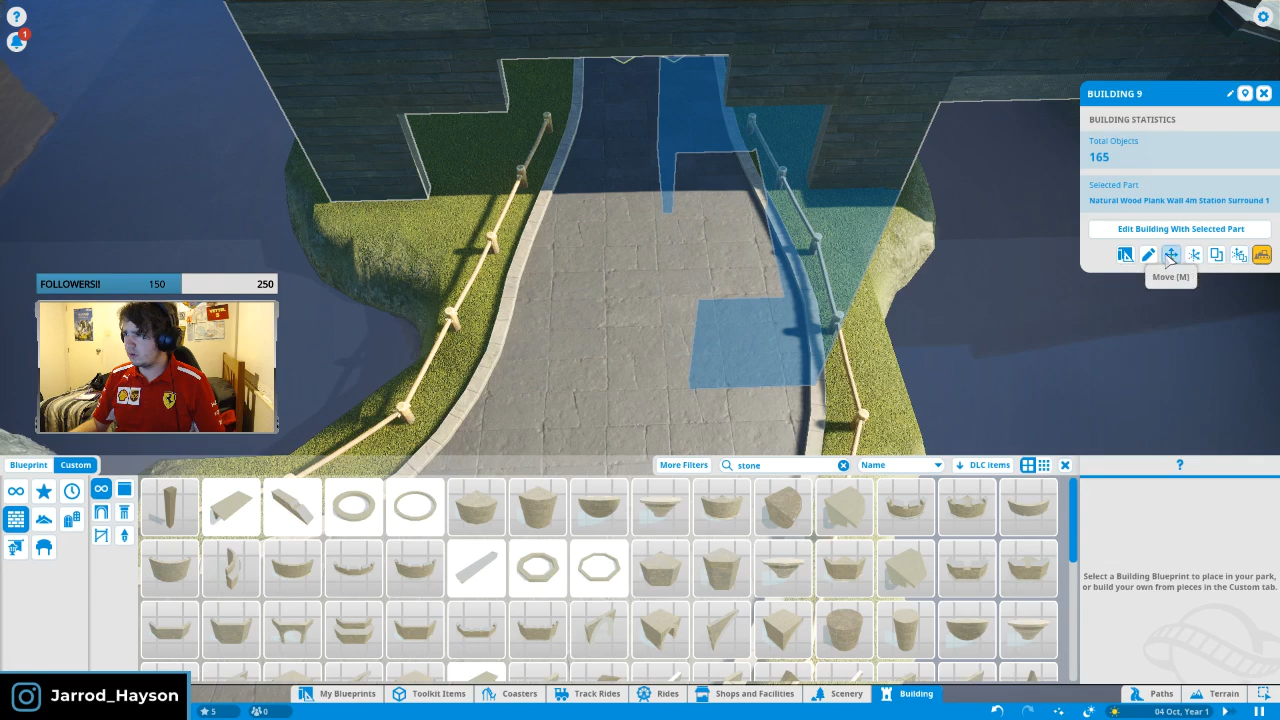 ?
1
BUILDING 9
BUILDING STATISTICS
Total Objects
165
Selected Part
Natural Wood Plank Wall 4m Station Surround 1
Edit Building With Selected Part
Move [M]
FOLLOWERS!! 150 250
Blueprint Custom
More Filters stone Name DLC items
?
Select a Building Blueprint to place in your park,
or build your own from pieces in the Custom tab.
Jarrod_Hayson
My Blueprints Toolkit Items Coasters Track Rides Rides Shops and Facilities Scenery Building Paths Terrain
5 0 04 Oct, Year 1